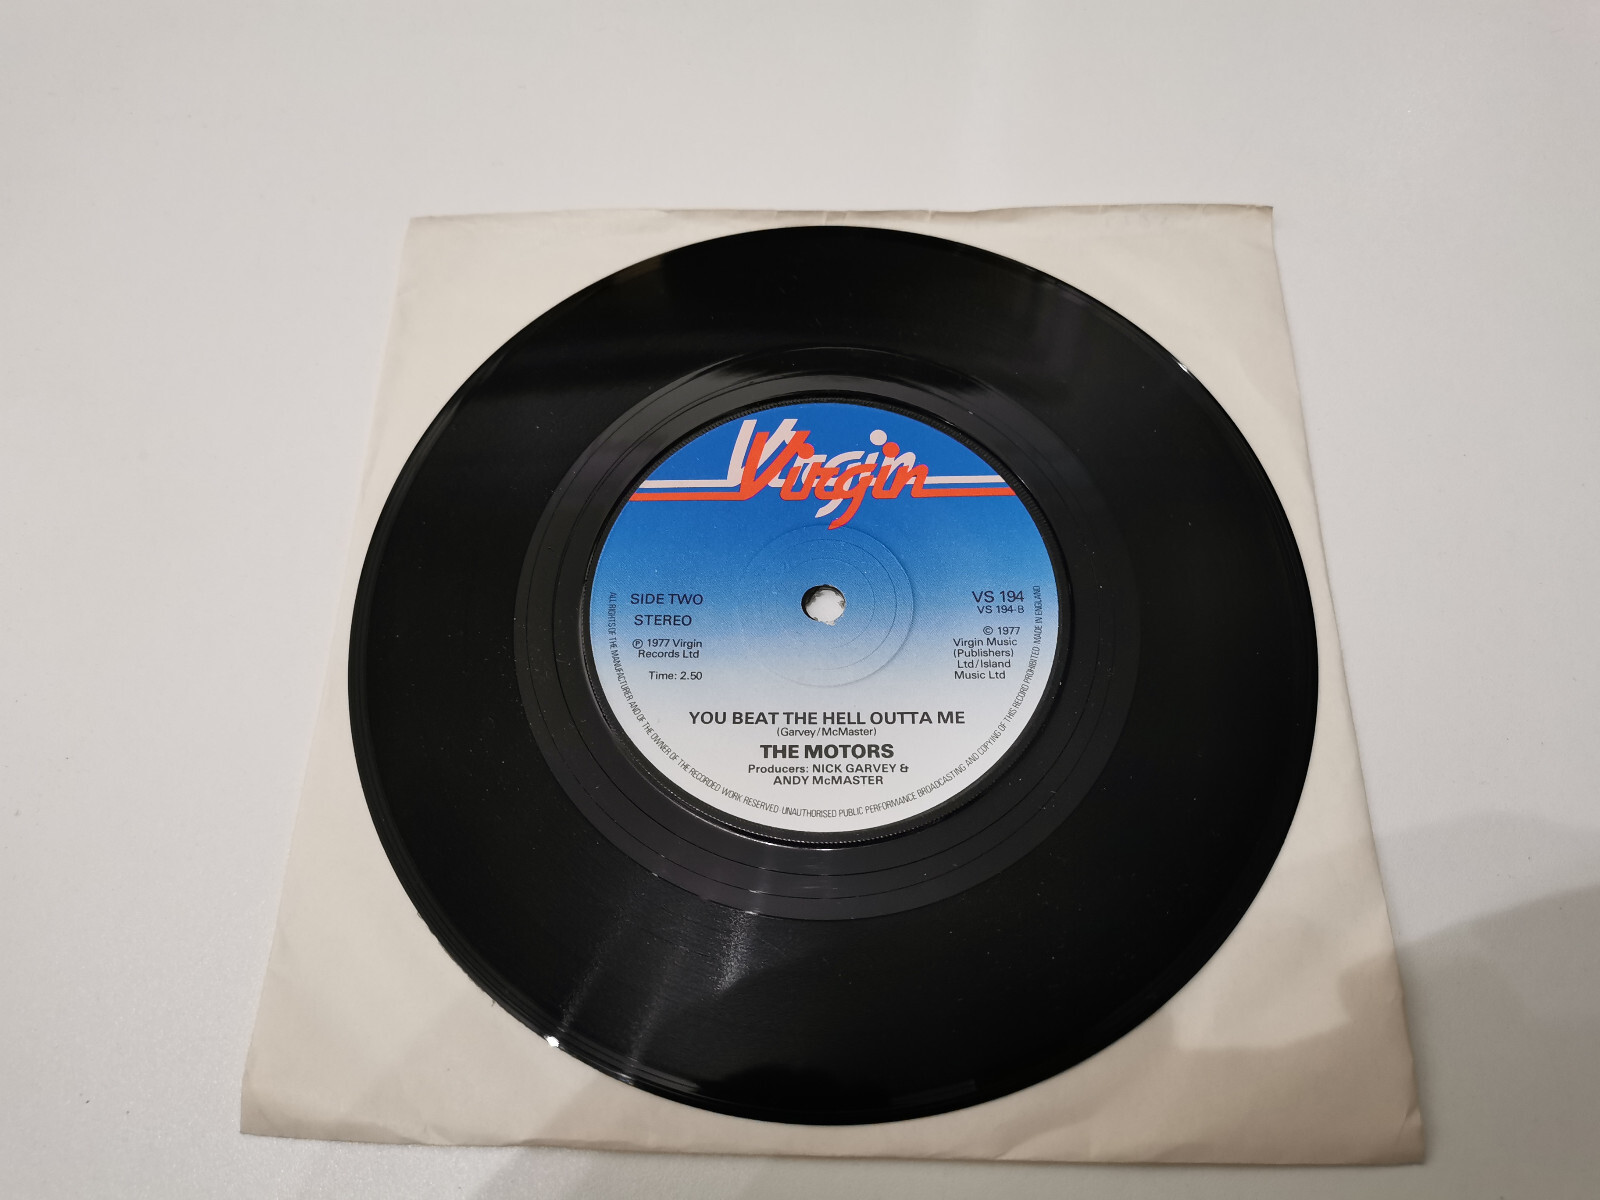 Virgin
SIDE TWO
STEREO
℗ 1977 Virgin
Records Ltd
Time: 2.50
VS 194
VS 194-B
© 1977
Virgin Music
(Publishers)
Ltd/Island
Music Ltd
YOU BEAT THE HELL OUTTA ME
(Garvey/McMaster)
THE MOTORS
Producers: NICK GARVEY &
ANDY McMASTER
ALL RIGHTS OF THE MANUFACTURER AND OF THE OWNER OF THE RECORDED WORK RESERVED · UNAUTHORISED PUBLIC PERFORMANCE BROADCASTING AND COPYING OF THIS RECORD PROHIBITED MADE IN ENGLAND